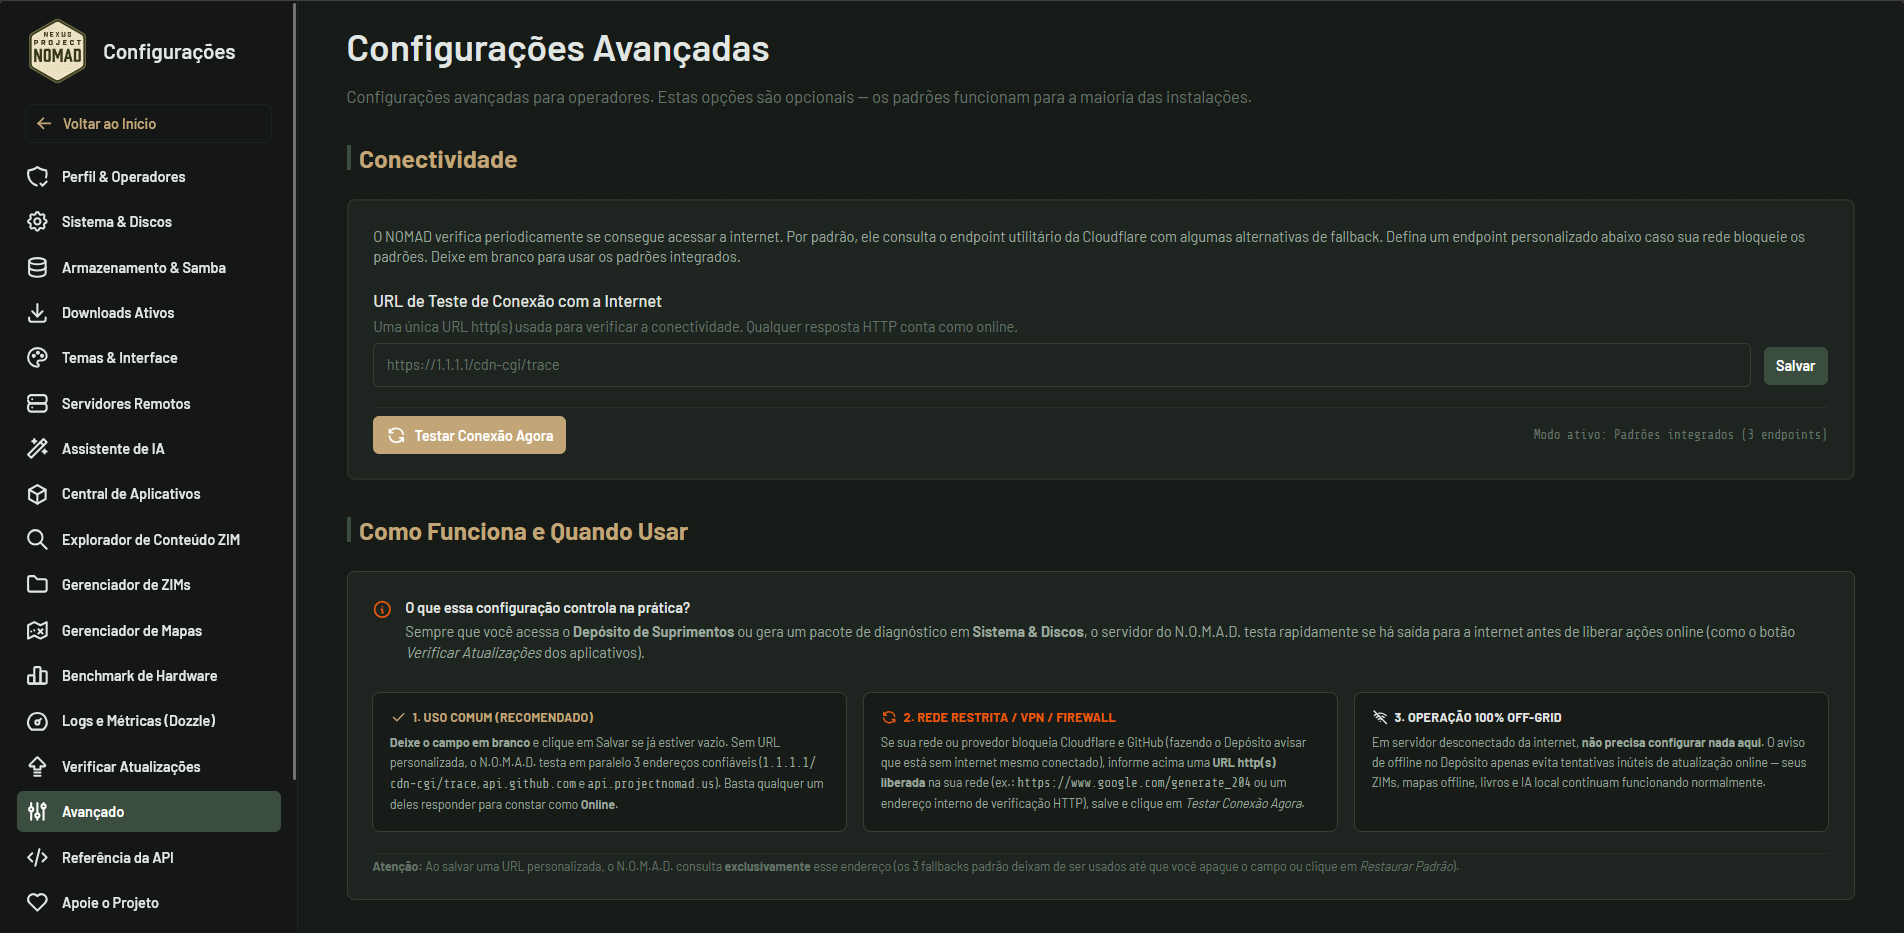 NEXUS
PROJECT
NOMAD
Configurações
Voltar ao Início
Perfil & Operadores
Sistema & Discos
Armazenamento & Samba
Downloads Ativos
Temas & Interface
Servidores Remotos
Assistente de IA
Central de Aplicativos
Explorador de Conteúdo ZIM
Gerenciador de ZIMs
Gerenciador de Mapas
Benchmark de Hardware
Logs e Métricas (Dozzle)
Verificar Atualizações
Avançado
Referência da API
Apoie o Projeto
Configurações Avançadas
Configurações avançadas para operadores. Estas opções são opcionais — os padrões funcionam para a maioria das instalações.
Conectividade
O NOMAD verifica periodicamente se consegue acessar a internet. Por padrão, ele consulta o endpoint utilitário da Cloudflare com algumas alternativas de fallback. Defina um endpoint personalizado abaixo caso sua rede bloqueie os
padrões. Deixe em branco para usar os padrões integrados.
URL de Teste de Conexão com a Internet
Uma única URL http(s) usada para verificar a conectividade. Qualquer resposta HTTP conta como online.
https://1.1.1.1/cdn-cgi/trace
Salvar
Testar Conexão Agora
Modo ativo: Padrões integrados (3 endpoints)
Como Funciona e Quando Usar
O que essa configuração controla na prática?
Sempre que você acessa o Depósito de Suprimentos ou gera um pacote de diagnóstico em Sistema & Discos, o servidor do N.O.M.A.D. testa rapidamente se há saída para a internet antes de liberar ações online (como o botão
Verificar Atualizações dos aplicativos).
1. USO COMUM (RECOMENDADO)
Deixe o campo em branco e clique em Salvar se já estiver vazio. Sem URL
personalizada, o N.O.M.A.D. testa em paralelo 3 endereços confiáveis (1.1.1.1/
cdn-cgi/trace, api.github.com e api.projectnomad.us). Basta qualquer um
deles responder para constar como Online.
2. REDE RESTRITA / VPN / FIREWALL
Se sua rede ou provedor bloqueia Cloudflare e GitHub (fazendo o Depósito avisar
que está sem internet mesmo conectado), informe acima uma URL http(s)
liberada na sua rede (ex.: https://www.google.com/generate_204 ou um
endereço interno de verificação HTTP), salve e clique em Testar Conexão Agora.
3. OPERAÇÃO 100% OFF-GRID
Em servidor desconectado da internet, não precisa configurar nada aqui. O aviso
de offline no Depósito apenas evita tentativas inúteis de atualização online — seus
ZIMs, mapas offline, livros e IA local continuam funcionando normalmente.
Atenção: Ao salvar uma URL personalizada, o N.O.M.A.D. consulta exclusivamente esse endereço (os 3 fallbacks padrão deixam de ser usados até que você apague o campo ou clique em Restaurar Padrão).